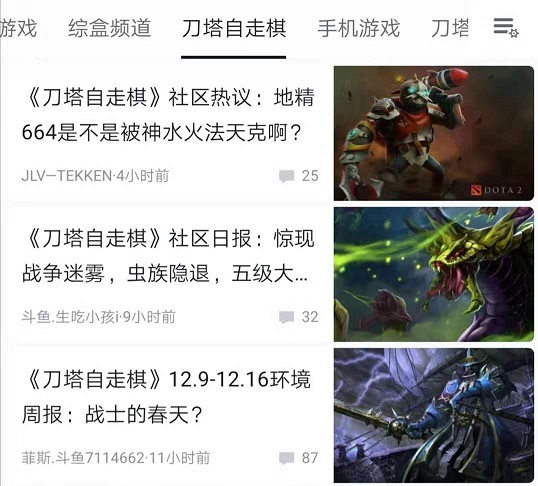 游戏 综盒频道 刀塔自走棋 手机游戏 刀塔
《刀塔自走棋》社区热议：地精
664是不是被神水火法天克啊？
JLV—TEKKEN·4小时前 25
DOTA 2
《刀塔自走棋》社区日报：惊现
战争迷雾，虫族隐退，五级大...
斗鱼.生吃小孩i·9小时前 32
《刀塔自走棋》12.9-12.16环境
周报：战士的春天？
菲斯.斗鱼7114662·11小时前 87